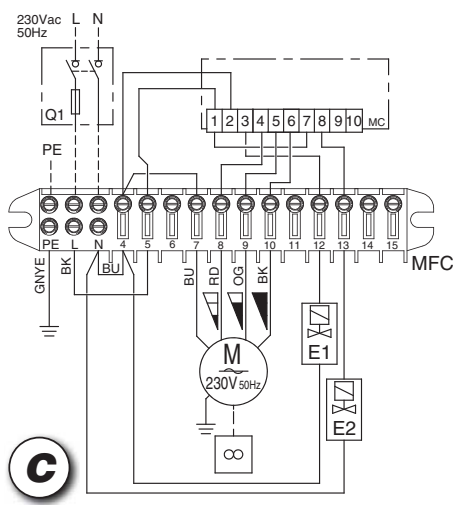 230Vac L N
50Hz
Q1
PE
1 2 3 4 5 6 7 8 9 10 MC
PE L N 4 5 6 7 8 9 10 11 12 13 14 15
MFC
GNYE BK BU BU RD OG BK
M
230V 50Hz
E1
E2
8
C